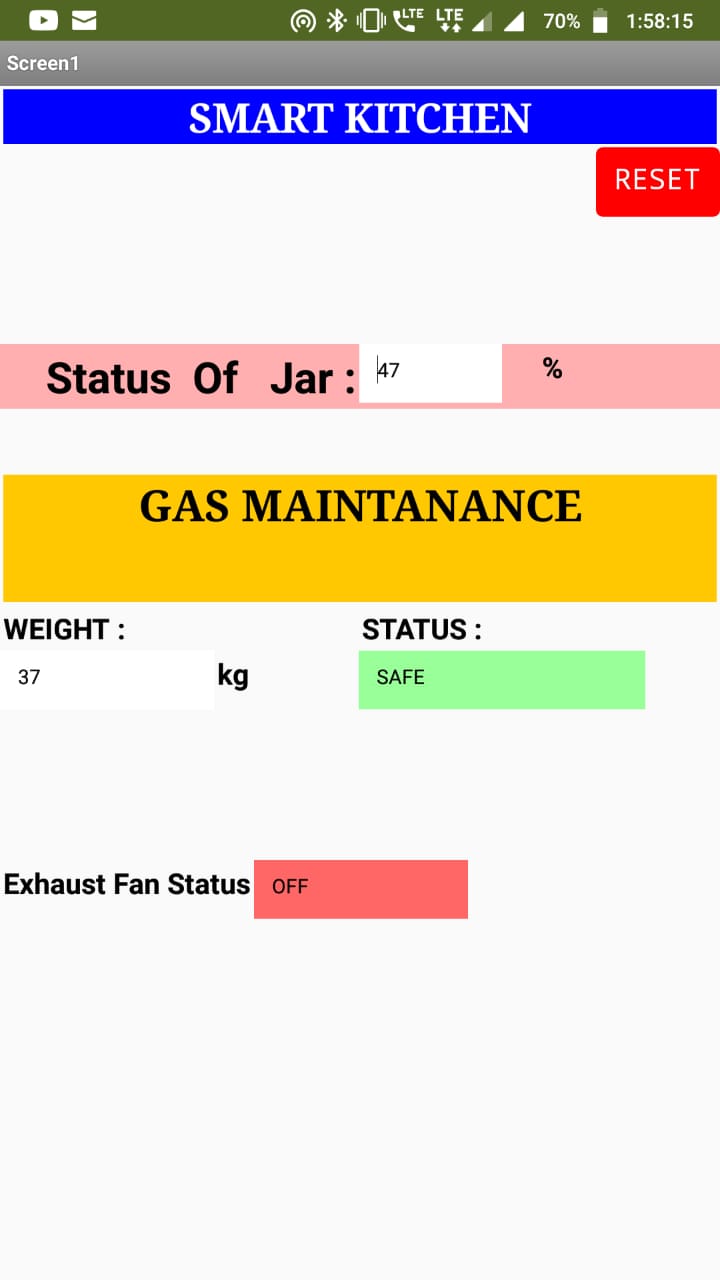 LTE LTE 70% 1:58:15
Screen1
SMART KITCHEN
RESET
Status Of Jar : 47 %
GAS MAINTANANCE
WEIGHT : STATUS :
37 kg SAFE
Exhaust Fan Status OFF